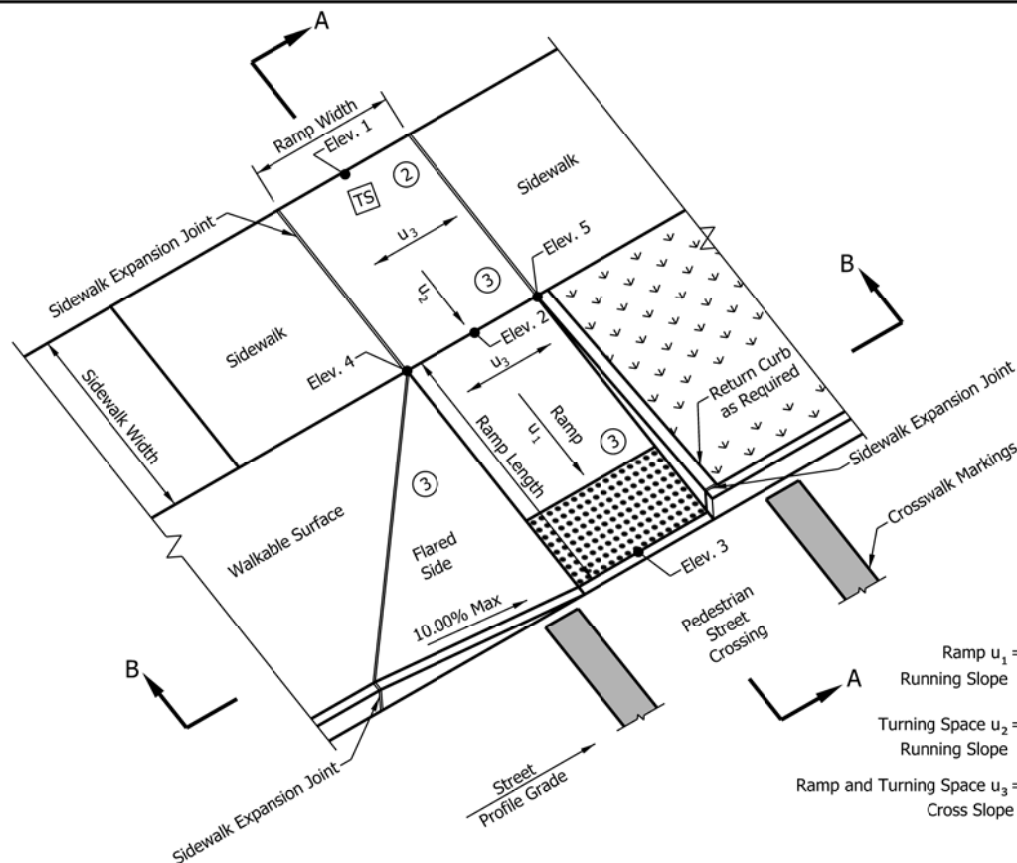 A
Ramp Width
Elev. 1
TS
2
Sidewalk
Sidewalk Expansion Joint
u3
u2
3
Elev. 5
B
Sidewalk
Elev. 4
Elev. 2
u3
Sidewalk Width
Ramp Length
Ramp
u1
3
Return Curb
as Required
Sidewalk Expansion Joint
Crosswalk Markings
Walkable Surface
3
Flared
Side
Elev. 3
10.00% Max
Pedestrian
Street
Crossing
B
A
Ramp u1 =
Running Slope
Turning Space u2 =
Running Slope
Ramp and Turning Space u3 =
Cross Slope
Street
Profile Grade
Sidewalk Expansion Joint